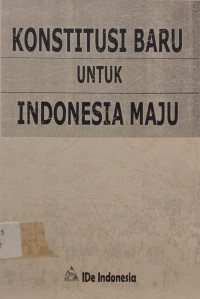 KONSTITUSI BARU
UNTUK
INDONESIA MAJU
IDe Indonesia